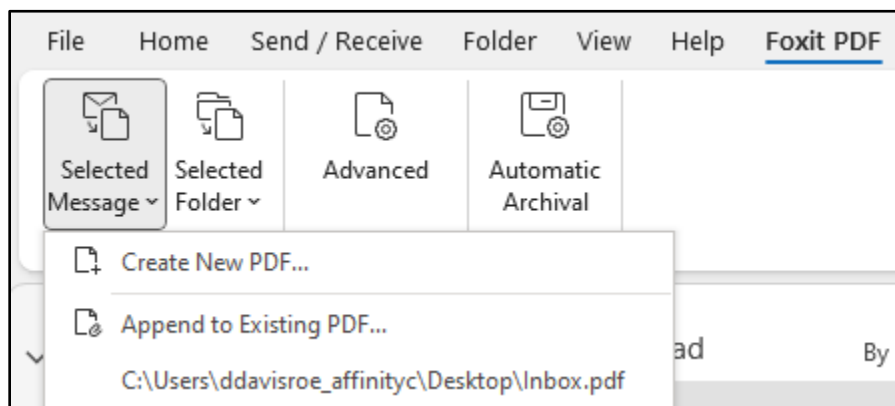 File Home Send / Receive Folder View Help Foxit PDF
Selected Selected Advanced Automatic
Message Folder Archival
Create New PDF...
Append to Existing PDF...
ad By
C:\Users\ddavisroe_affinityc\Desktop\Inbox.pdf